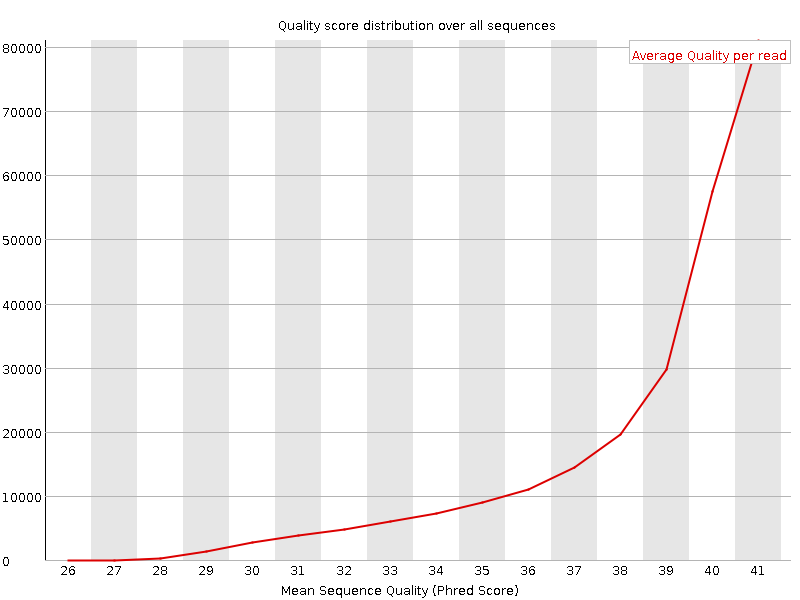 Quality score distribution over all sequences
Average Quality per read
80000
70000
60000
50000
40000
30000
20000
10000
0
26 27 28 29 30 31 32 33 34 35 36 37 38 39 40 41
Mean Sequence Quality (Phred Score)